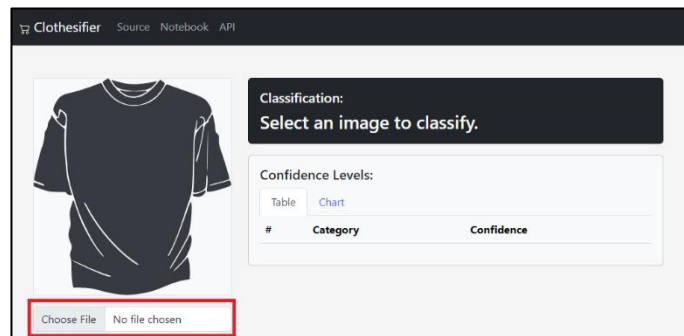 Clothesifier Source Notebook API
Classification:
Select an image to classify.
Confidence Levels:
Table Chart
# Category Confidence
Choose File No file chosen